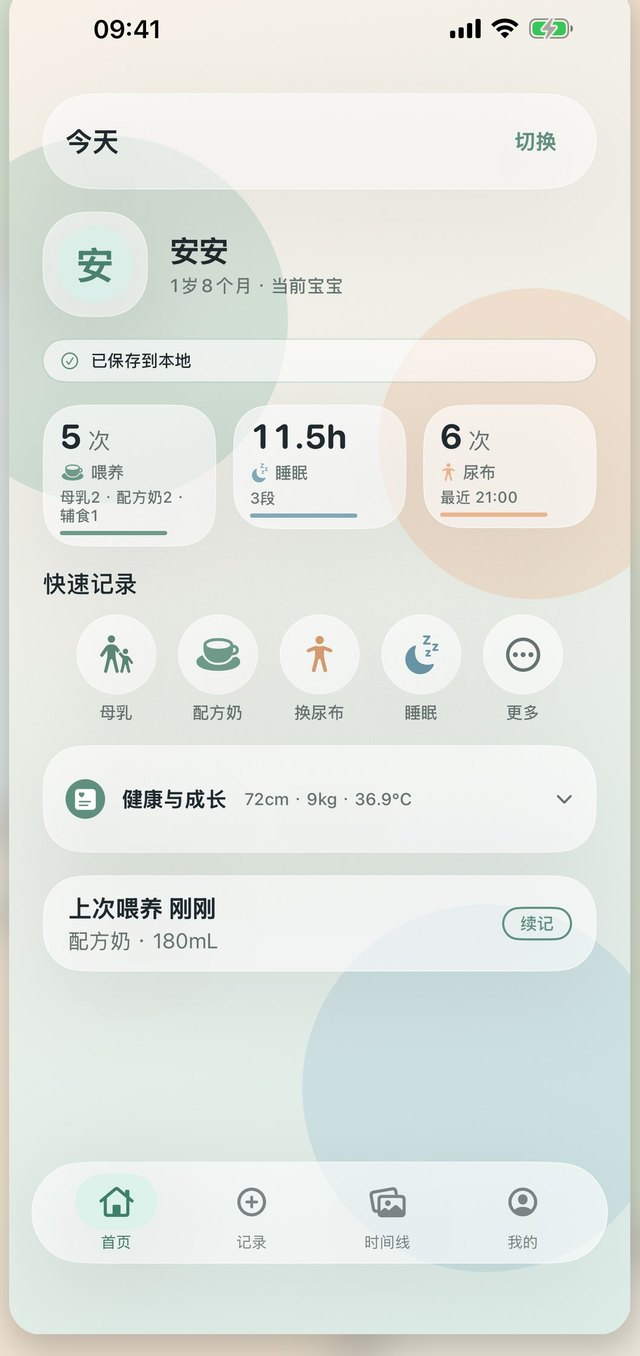 09:41
今天
切换
安
安安
1岁8个月 · 当前宝宝
已保存到本地
5 次
喂养
母乳2 · 配方奶2 ·
辅食1
11.5h
睡眠
3段
6 次
尿布
最近 21:00
快速记录
母乳
配方奶
换尿布
睡眠
更多
健康与成长 72cm · 9kg · 36.9°C
上次喂养 刚刚
配方奶 · 180mL
续记
首页
记录
时间线
我的